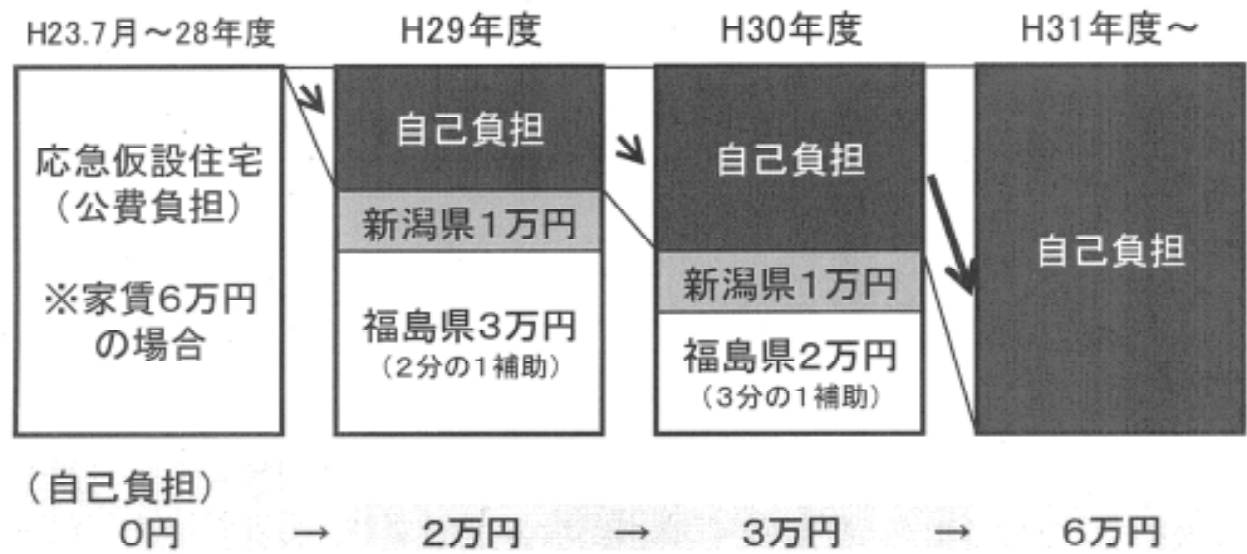 H23.7月～28年度
H29年度
H30年度
H31年度～
応急仮設住宅
（公費負担）
※家賃6万円
の場合
自己負担
新潟県1万円
福島県3万円
（2分の1補助）
自己負担
新潟県1万円
福島県2万円
（3分の1補助）
自己負担
（自己負担）
0円 → 2万円 → 3万円 → 6万円